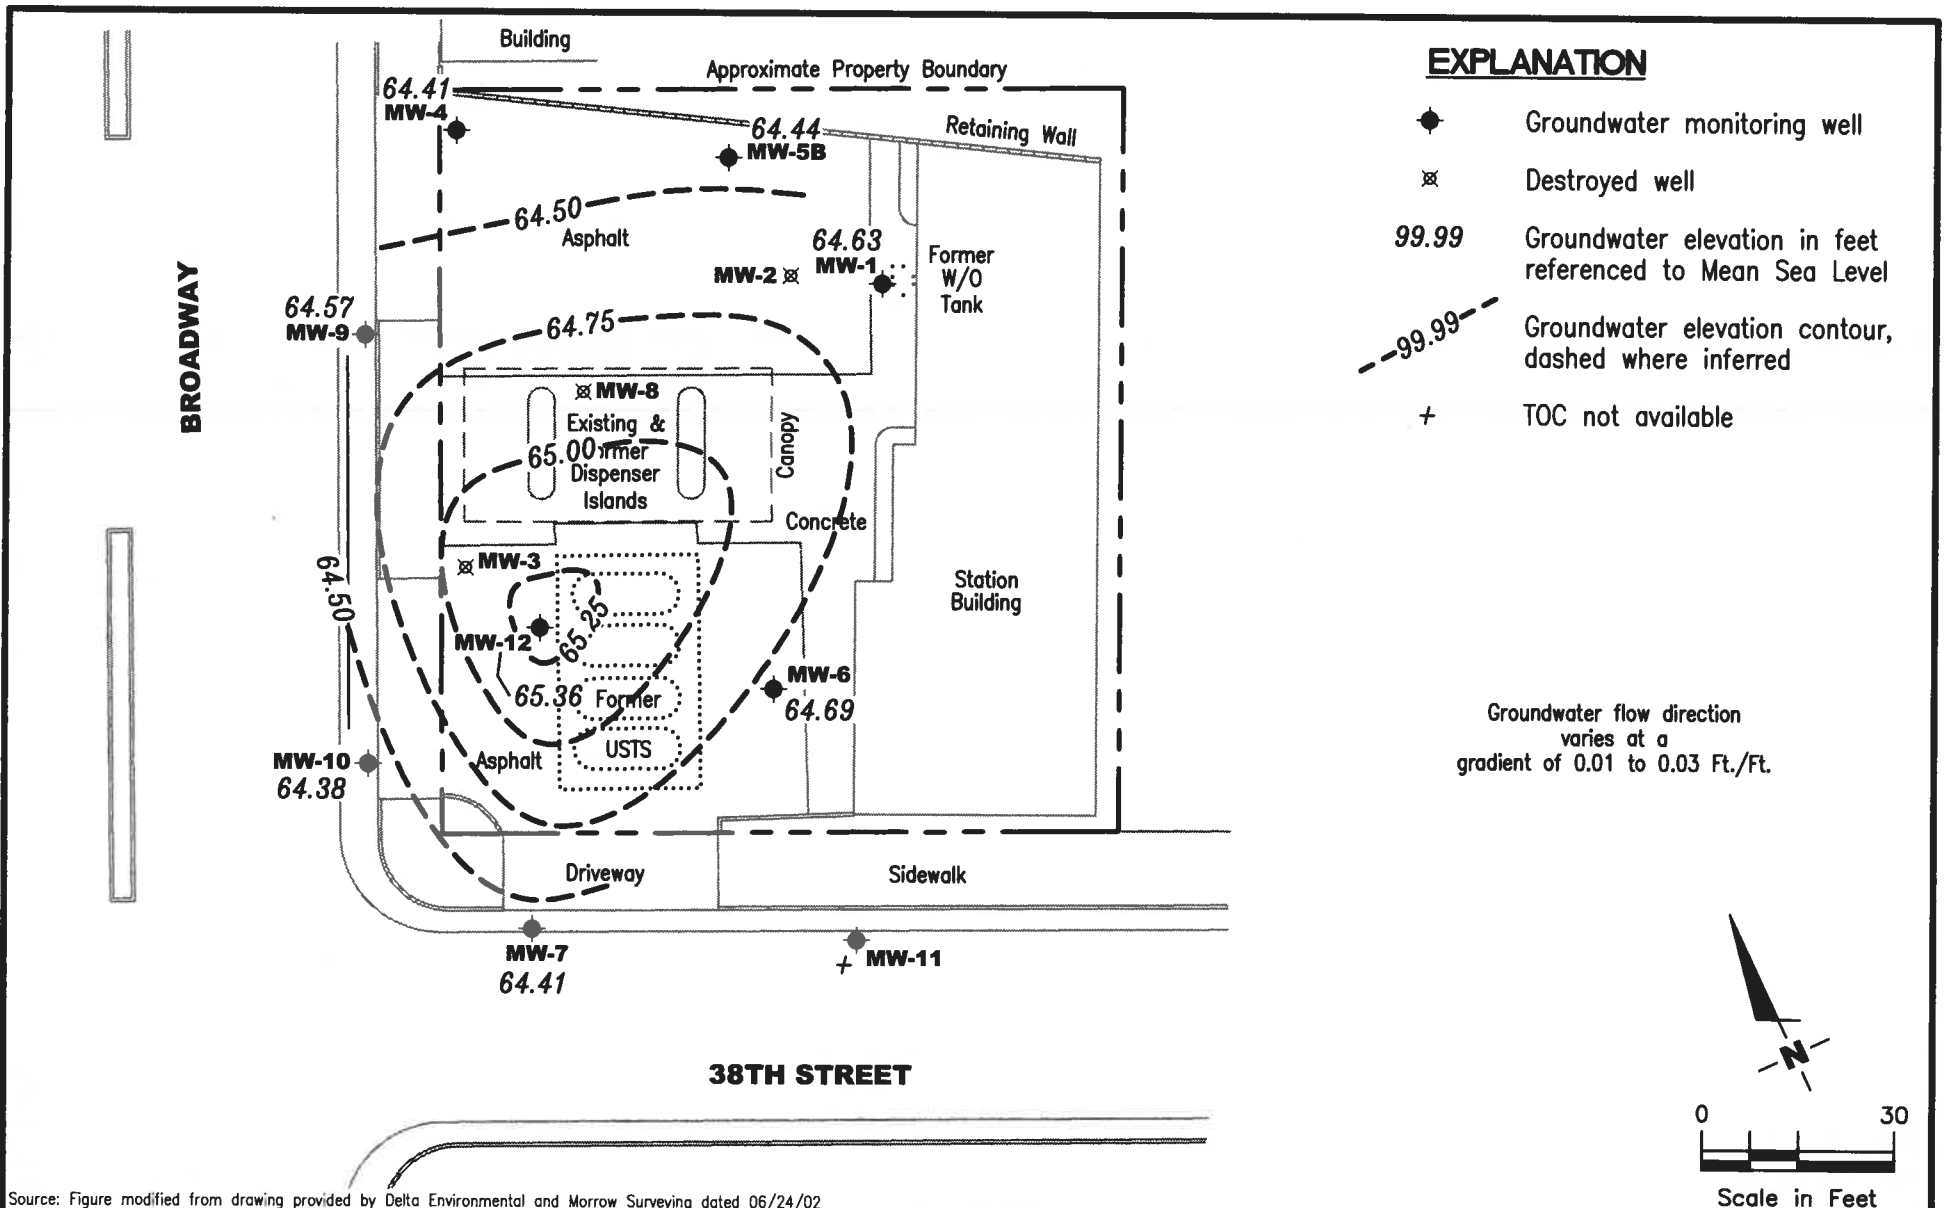 Building
Approximate Property Boundary
64.41
MW-4
64.44
MW-5B
Retaining Wall
64.50
Asphalt
64.63
MW-1
MW-2
Former
W/O
Tank
BROADWAY
64.57
MW-9
64.75
MW-8
Existing &
65.00
Dispenser
Islands
Canopy
Concrete
MW-3
64.50
65.25
MW-12
65.36
Former
USTS
Station
Building
MW-6
64.69
MW-10
64.38
Asphalt
Driveway
Sidewalk
MW-7
64.41
+ MW-11
38TH STREET
EXPLANATION
Groundwater monitoring well
Destroyed well
99.99 Groundwater elevation in feet
referenced to Mean Sea Level
99.99 Groundwater elevation contour,
dashed where inferred
+ TOC not available
Groundwater flow direction
varies at a
gradient of 0.01 to 0.03 Ft./Ft.
N
0 30
Scale in Feet
Source: Figure modified from drawing provided by Delta Environmental and Morrow Surveying dated 06/24/02